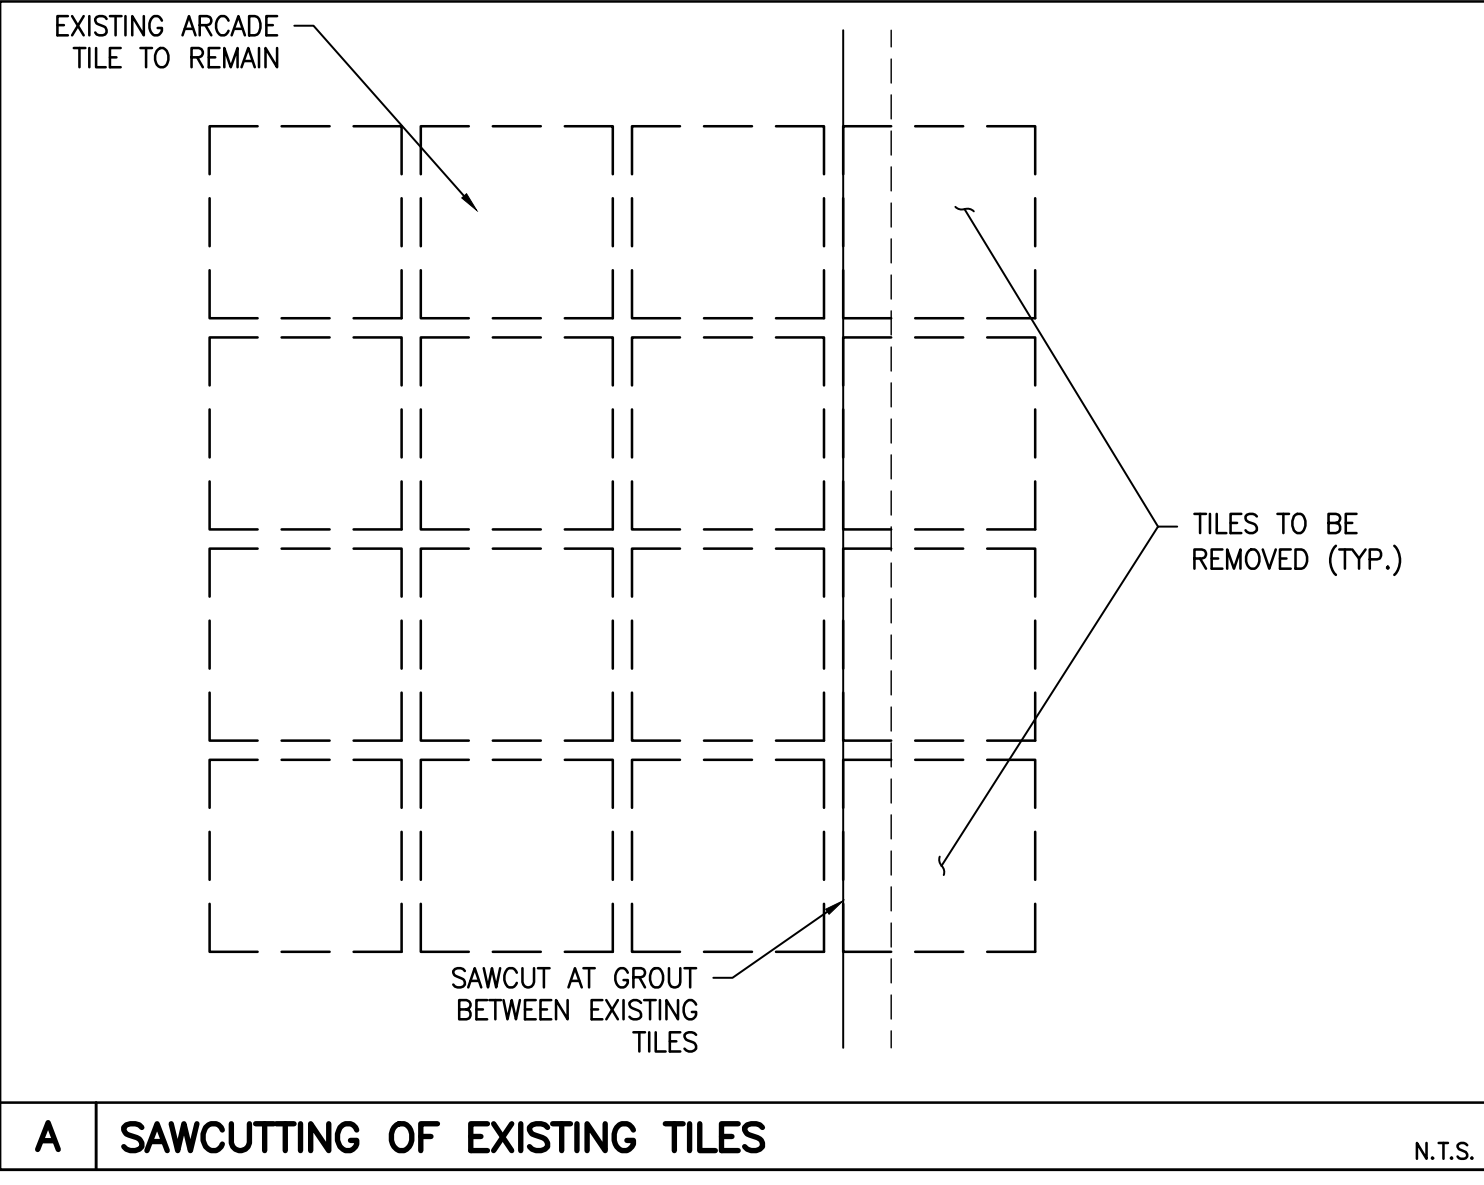 EXISTING ARCADE
TILE TO REMAIN
TILES TO BE
REMOVED (TYP.)
SAWCUT AT GROUT
BETWEEN EXISTING
TILES
A
SAWCUTTING OF EXISTING TILES
N.T.S.